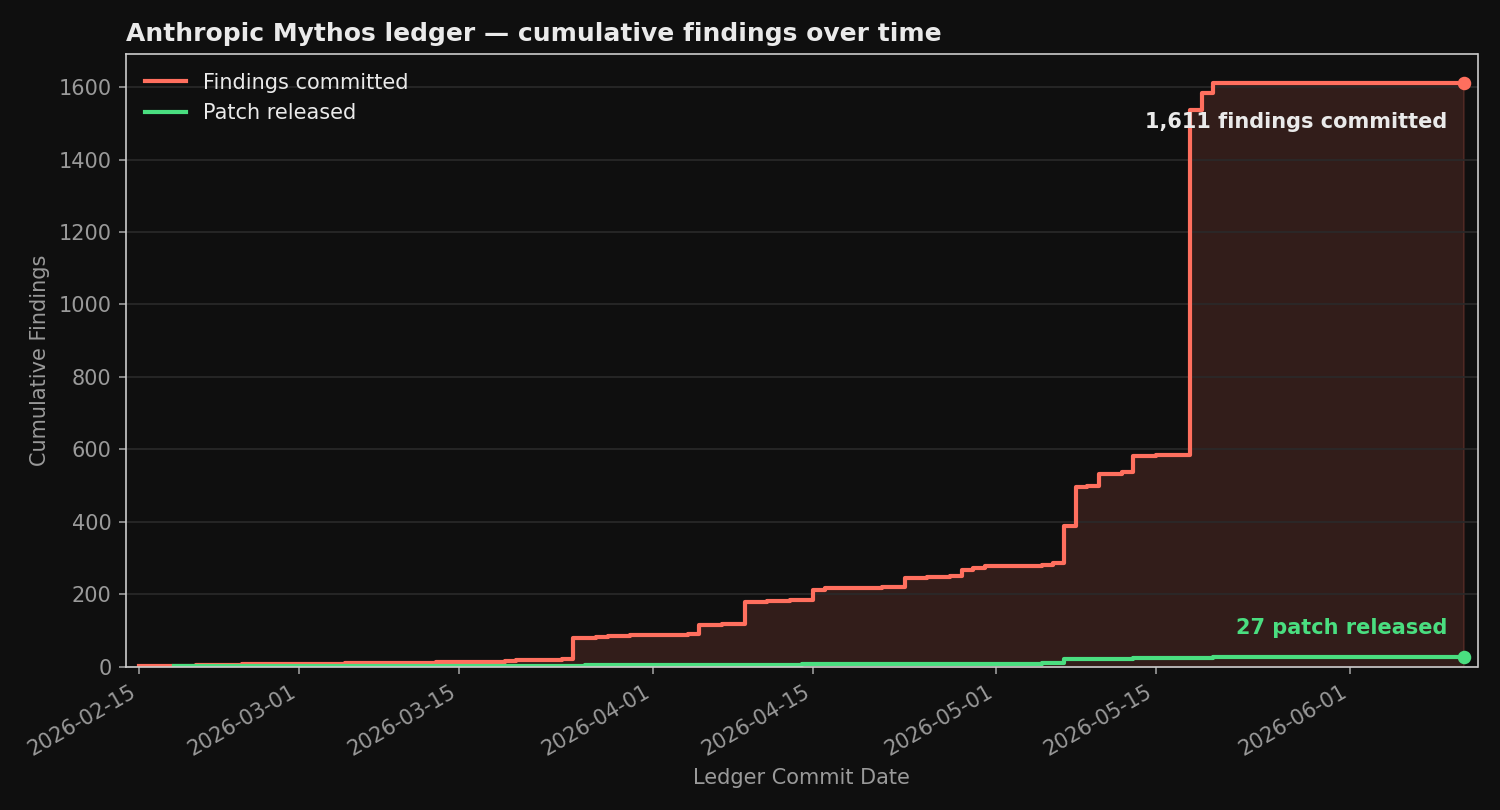 Anthropic Mythos ledger — cumulative findings over time
Findings committed
Patch released
1600
1400
1200
1000
800
600
400
200
0
Cumulative Findings
1,611 findings committed
27 patch released
2026-02-15
2026-03-01
2026-03-15
2026-04-01
2026-04-15
2026-05-01
2026-05-15
2026-06-01
Ledger Commit Date